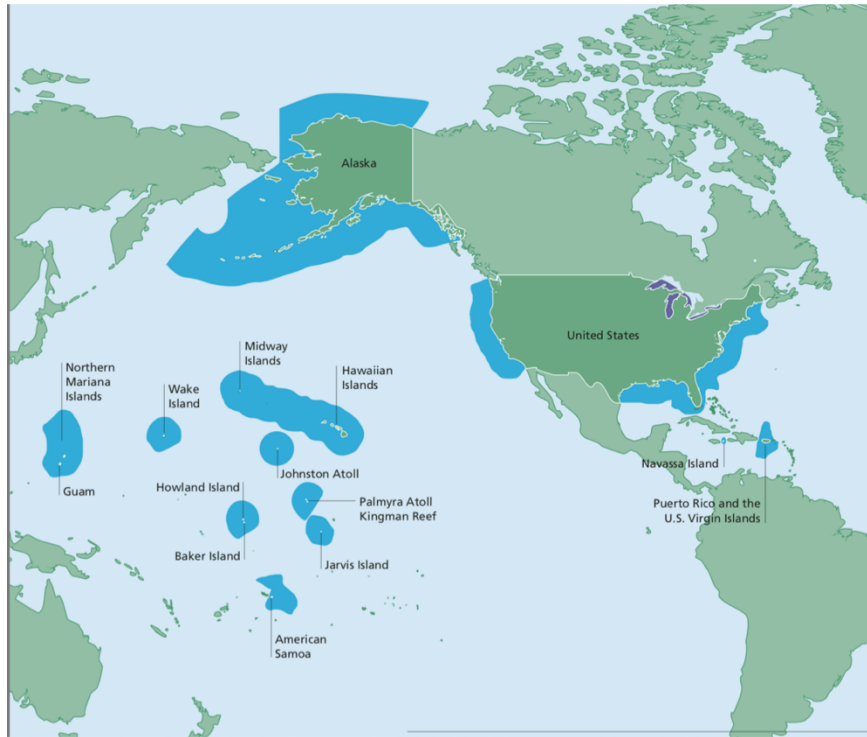 Alaska
United States
Midway
Islands
Hawaiian
Islands
Northern
Mariana
Islands
Wake
Island
Guam
Johnston Atoll
Howland Island
Palmyra Atoll
Kingman Reef
Baker Island
Jarvis Island
American
Samoa
Navassa Island
Puerto Rico and the
U.S. Virgin Islands